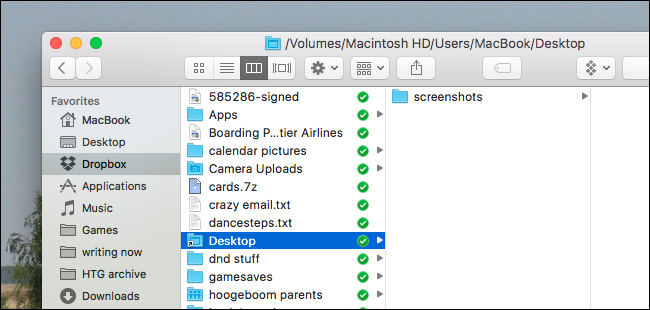 /Volumes/Macintosh HD/Users/MacBook/Desktop
Favorites
MacBook
Desktop
Dropbox
Applications
Music
Games
writing now
HTG archive
Downloads
585286-signed
Apps
Boarding P...tier Airlines
calendar pictures
Camera Uploads
cards.7z
crazy email.txt
dancesteps.txt
Desktop
dnd stuff
gamesaves
hoogeboom parents
screenshots